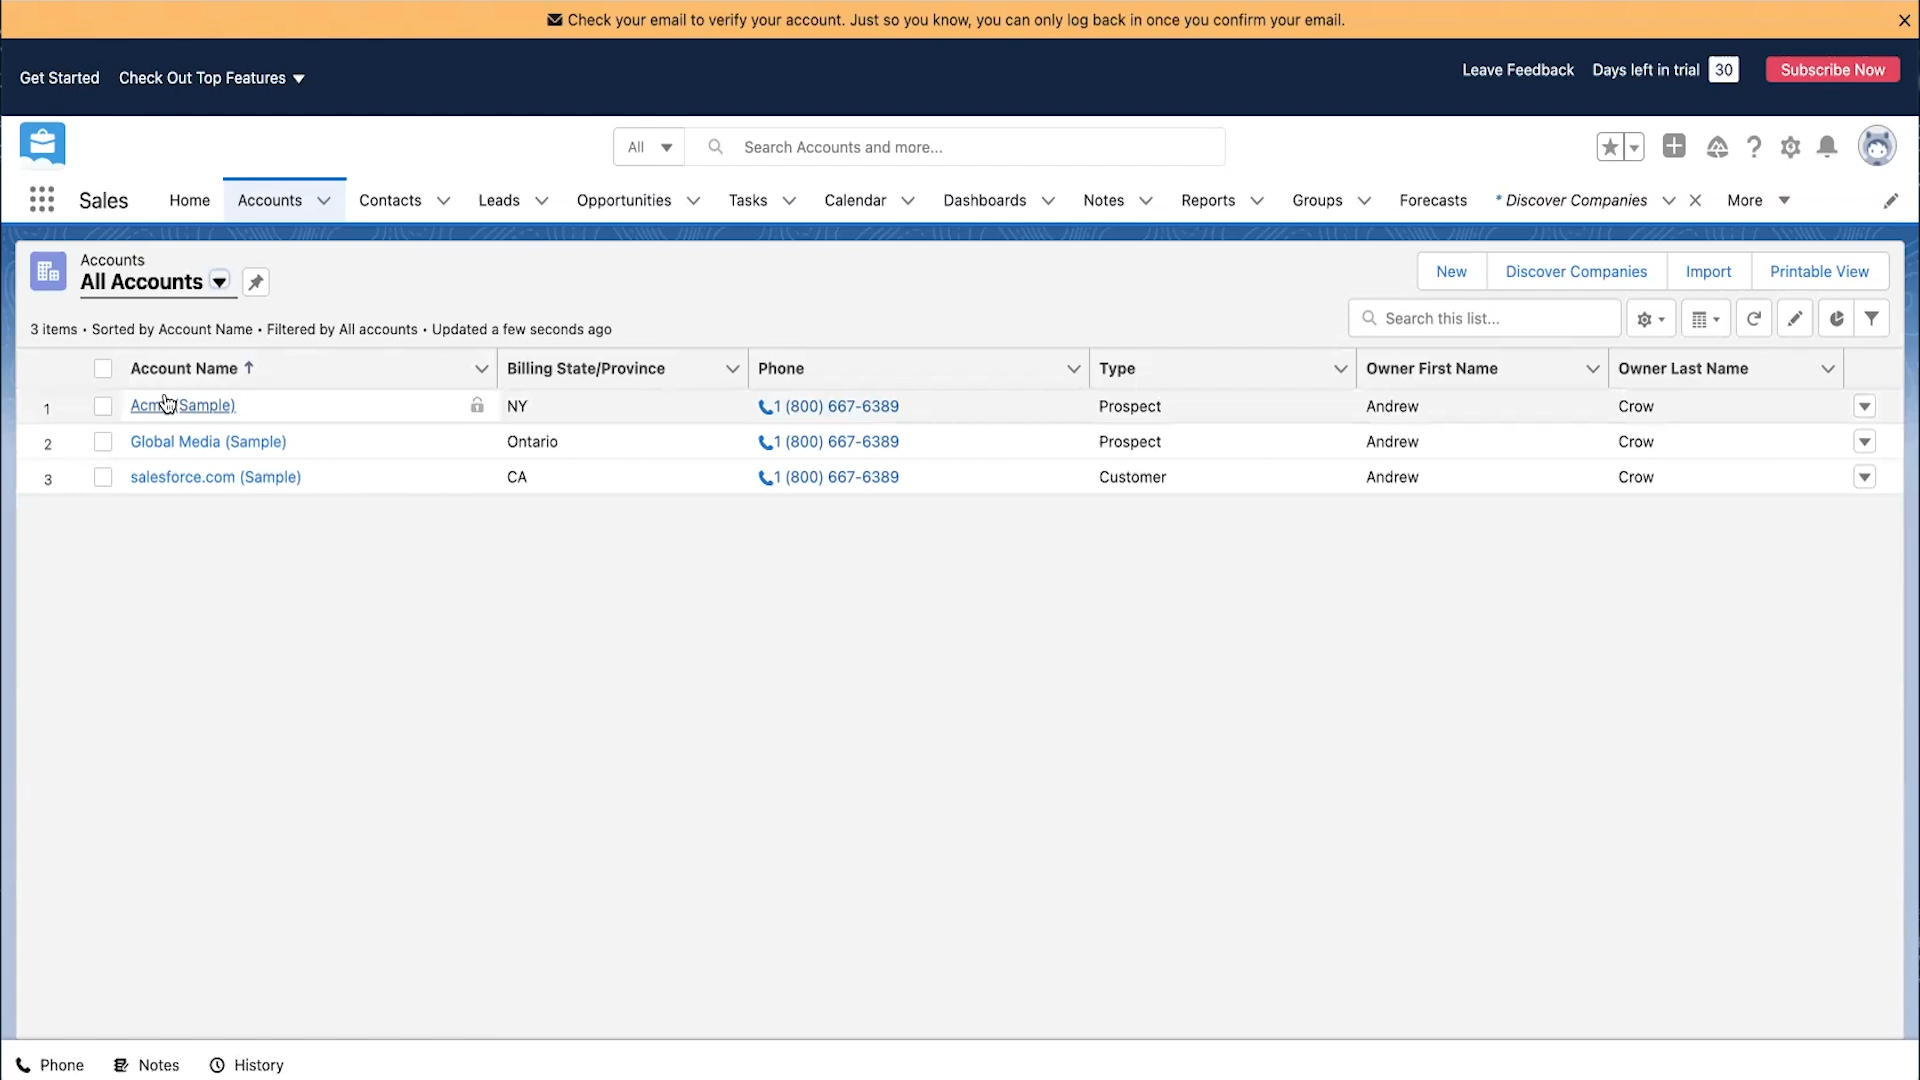 Check your email to verify your account. Just so you know, you can only log back in once you confirm your email.
Get Started Check Out Top Features Leave Feedback Days left in trial 30 Subscribe Now
All Search Accounts and more...
Sales Home Accounts Contacts Leads Opportunities Tasks Calendar Dashboards Notes Reports Groups Forecasts * Discover Companies More
Accounts
All Accounts
New Discover Companies Import Printable View
3 items • Sorted by Account Name • Filtered by All accounts • Updated a few seconds ago
Search this list...
Account Name Billing State/Province Phone Type Owner First Name Owner Last Name
1 (Sample) NY 1 (800) 667-6389 Prospect Andrew Crow
2 Global Media (Sample) Ontario 1 (800) 667-6389 Prospect Andrew Crow
3 salesforce.com (Sample) CA 1 (800) 667-6389 Customer Andrew Crow
Phone Notes History